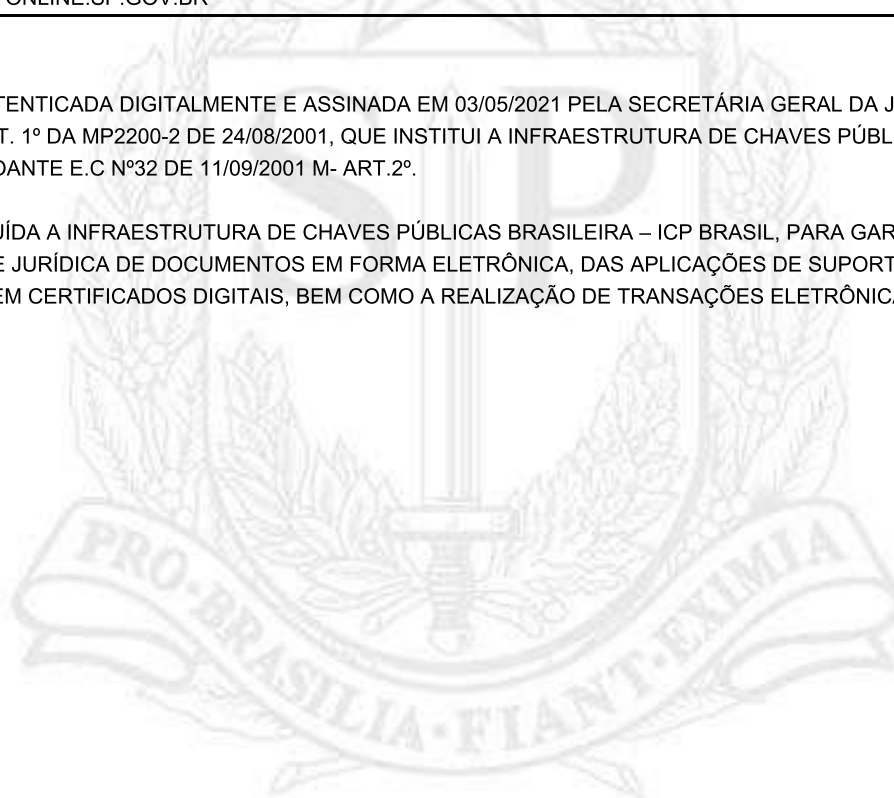 ONLINE.SP.GOV.BR
TENTICADA DIGITALMENTE E ASSINADA EM 03/05/2021 PELA SECRETÁRIA GERAL DA J
T. 1º DA MP2200-2 DE 24/08/2001, QUE INSTITUI A INFRAESTRUTURA DE CHAVES PÚBL
DANTE E.C Nº32 DE 11/09/2001 M- ART.2º.
UÍDA A INFRAESTRUTURA DE CHAVES PÚBLICAS BRASILEIRA – ICP BRASIL, PARA GAR
E JURÍDICA DE DOCUMENTOS EM FORMA ELETRÔNICA, DAS APLICAÇÕES DE SUPORT
EM CERTIFICADOS DIGITAIS, BEM COMO A REALIZAÇÃO DE TRANSAÇÕES ELETRÔNICA
SP
PRO·BRASILIA·FIANT·EXIMIA